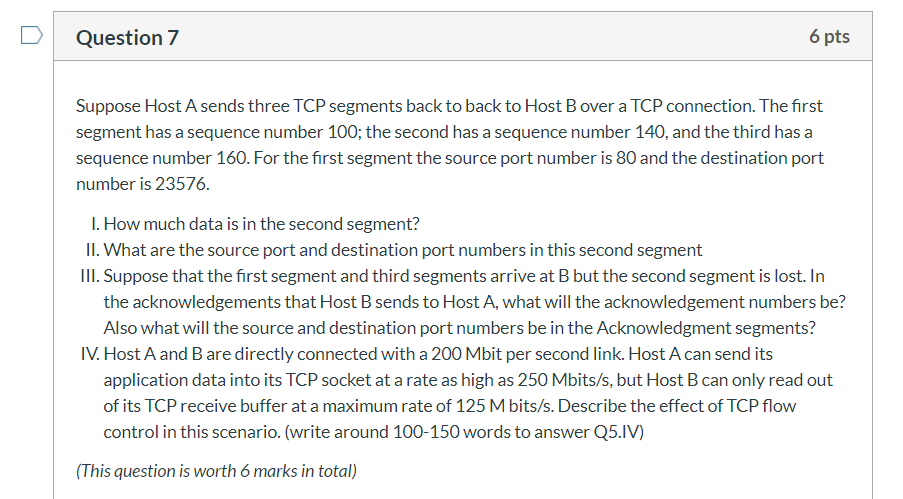 Question 7
6 pts
Suppose Host A sends three TCP segments back to back to Host B over a TCP connection. The first
segment has a sequence number 100; the second has a sequence number 140, and the third has a
sequence number 160. For the first segment the source port number is 80 and the destination port
number is 23576.
I. How much data is in the second segment?
II. What are the source port and destination port numbers in this second segment
III. Suppose that the first segment and third segments arrive at B but the second segment is lost. In
the acknowledgements that Host B sends to Host A, what will the acknowledgement numbers be?
Also what will the source and destination port numbers be in the Acknowledgment segments?
IV. Host A and B are directly connected with a 200 Mbit per second link. Host A can send its
application data into its TCP socket at a rate as high as 250 Mbits/s, but Host B can only read out
of its TCP receive buffer at a maximum rate of 125 M bits/s. Describe the effect of TCP flow
control in this scenario. (write around 100-150 words to answer Q5.IV)
(This question is worth 6 marks in total)